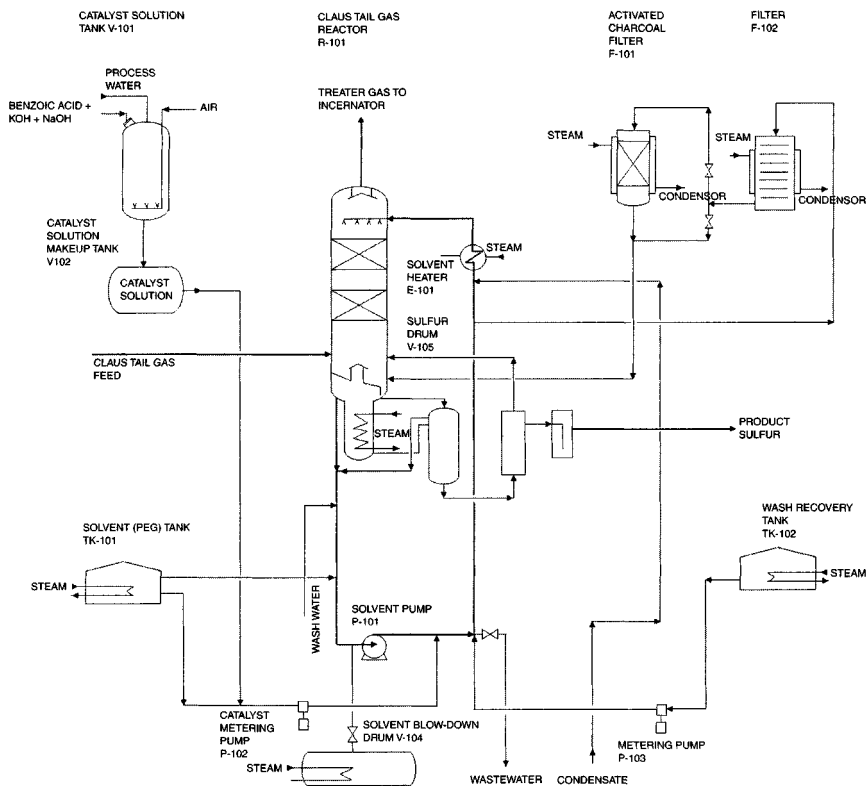 CATALYST SOLUTION
TANK V-101
CLAUS TAIL GAS
REACTOR
R-101
ACTIVATED
CHARCOAL
FILTER
F-101
FILTER
F-102
PROCESS
WATER
BENZOIC ACID +
KOH + NaOH
AIR
TREATER GAS TO
INCERNATOR
STEAM
CONDENSOR
STEAM
CONDENSOR
CATALYST
SOLUTION
MAKEUP TANK
V102
CATALYST
SOLUTION
STEAM
SOLVENT
HEATER
E-101
SULFUR
DRUM
V-105
CLAUS TAIL GAS
FEED
STEAM
PRODUCT
SULFUR
SOLVENT (PEG) TANK
TK-101
STEAM
WASH WATER
SOLVENT PUMP
P-101
WASH RECOVERY
TANK
TK-102
STEAM
CATALYST
METERING
PUMP
P-102
SOLVENT BLOW-DOWN
DRUM V-104
STEAM
WASTEWATER
CONDENSATE
METERING PUMP
P-103